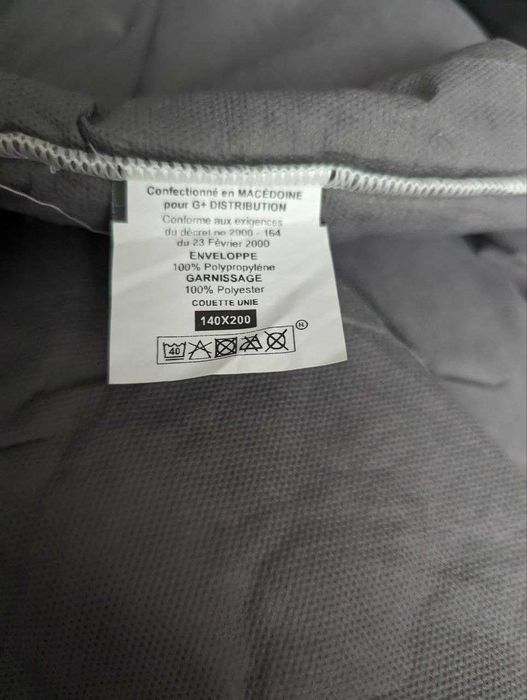 Confectionné en MACÉDOINE
pour G+ DISTRIBUTION
Conforme aux exigences
du décret no 2000 - 164
du 23 Février 2000
ENVELOPPE
100% Polypropylène
GARNISSAGE
100% Polyester
COUETTE UNIE
140X200
®
40